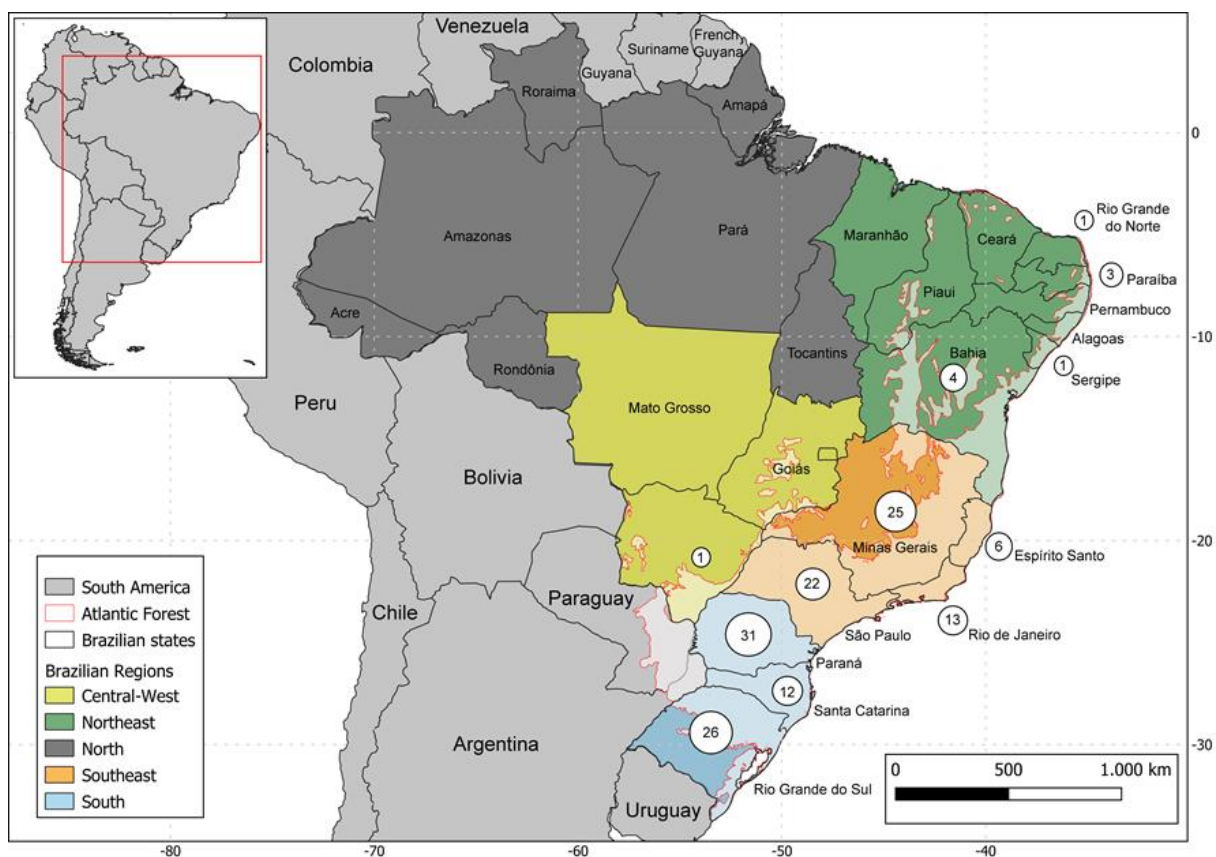 Venezuela
Suriname
French
Guyana
Guyana
Colombia
Roraima
Amapá
0
Amazonas
Pará
Maranhão
Ceará
1
Rio Grande
do Norte
3
Paraíba
Piaui
Pernambuco
Acre
-10
Alagoas
Rondônia
Tocantins
Bahia
4
1
Sergipe
Peru
Mato Grosso
Bolivia
Goiás
25
Minas Gerais
-20
6
Espírito Santo
1
22
Paraguay
Chile
13
Rio de Janeiro
São Paulo
31
Paraná
12
Santa Catarina
26
Argentina
-30
Rio Grande do Sul
Uruguay
South America
Atlantic Forest
Brazilian states
Brazilian Regions
Central-West
Northeast
North
Southeast
South
0 500 1.000 km
-80 -70 -60 -50 -40